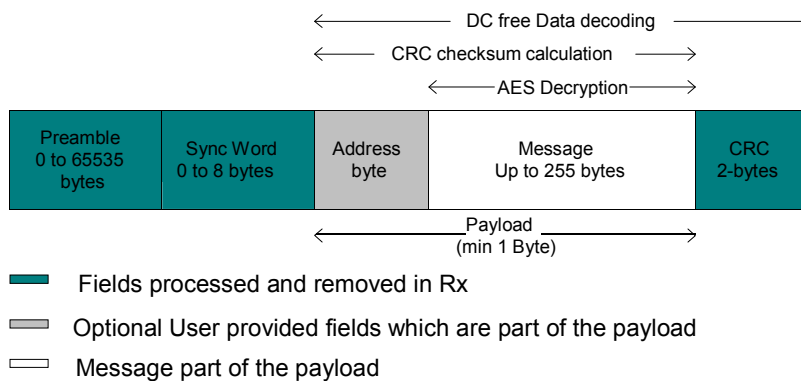 DC free Data decoding
CRC checksum calculation
AES Decryption
Preamble
0 to 65535
bytes
Sync Word
0 to 8 bytes
Address
byte
Message
Up to 255 bytes
CRC
2-bytes
Payload
(min 1 Byte)
Fields processed and removed in Rx
Optional User provided fields which are part of the payload
Message part of the payload